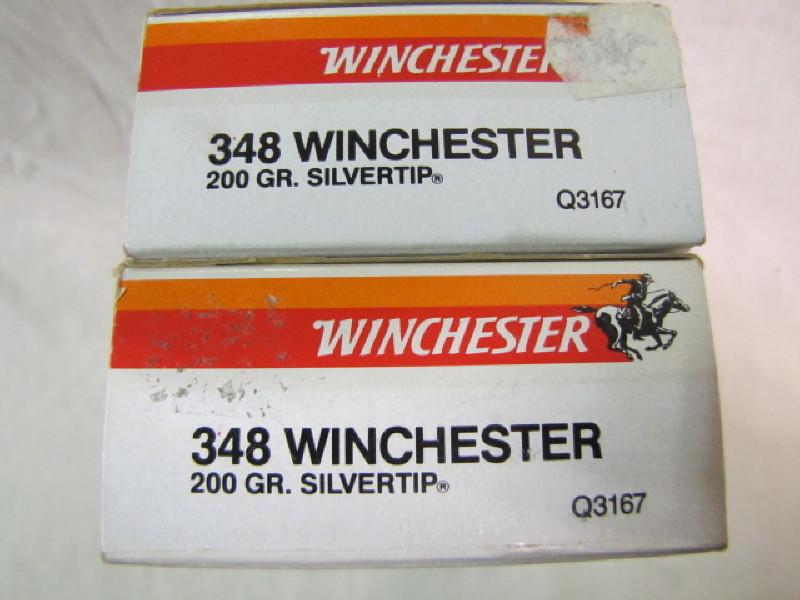 WINCHESTER
348 WINCHESTER
200 GR. SILVERTIP®
Q3167
WINCHESTER
348 WINCHESTER
200 GR. SILVERTIP®
Q3167